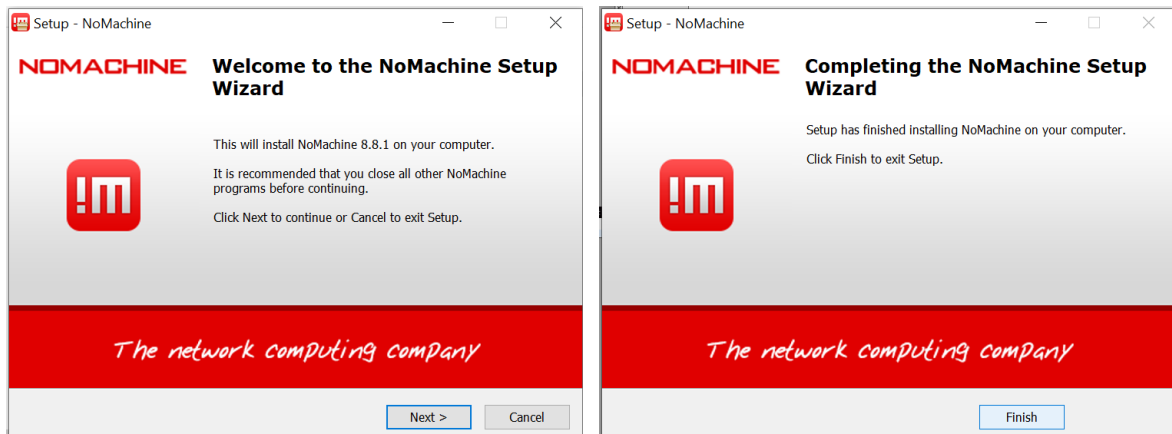 Setup - NoMachine
NOMACHINE
Welcome to the NoMachine Setup
Wizard
This will install NoMachine 8.8.1 on your computer.
It is recommended that you close all other NoMachine
programs before continuing.
Click Next to continue or Cancel to exit Setup.
!M
The network computing company
Next >
Cancel
Setup - NoMachine
NOMACHINE
Completing the NoMachine Setup
Wizard
Setup has finished installing NoMachine on your computer.
Click Finish to exit Setup.
!M
The network computing company
Finish